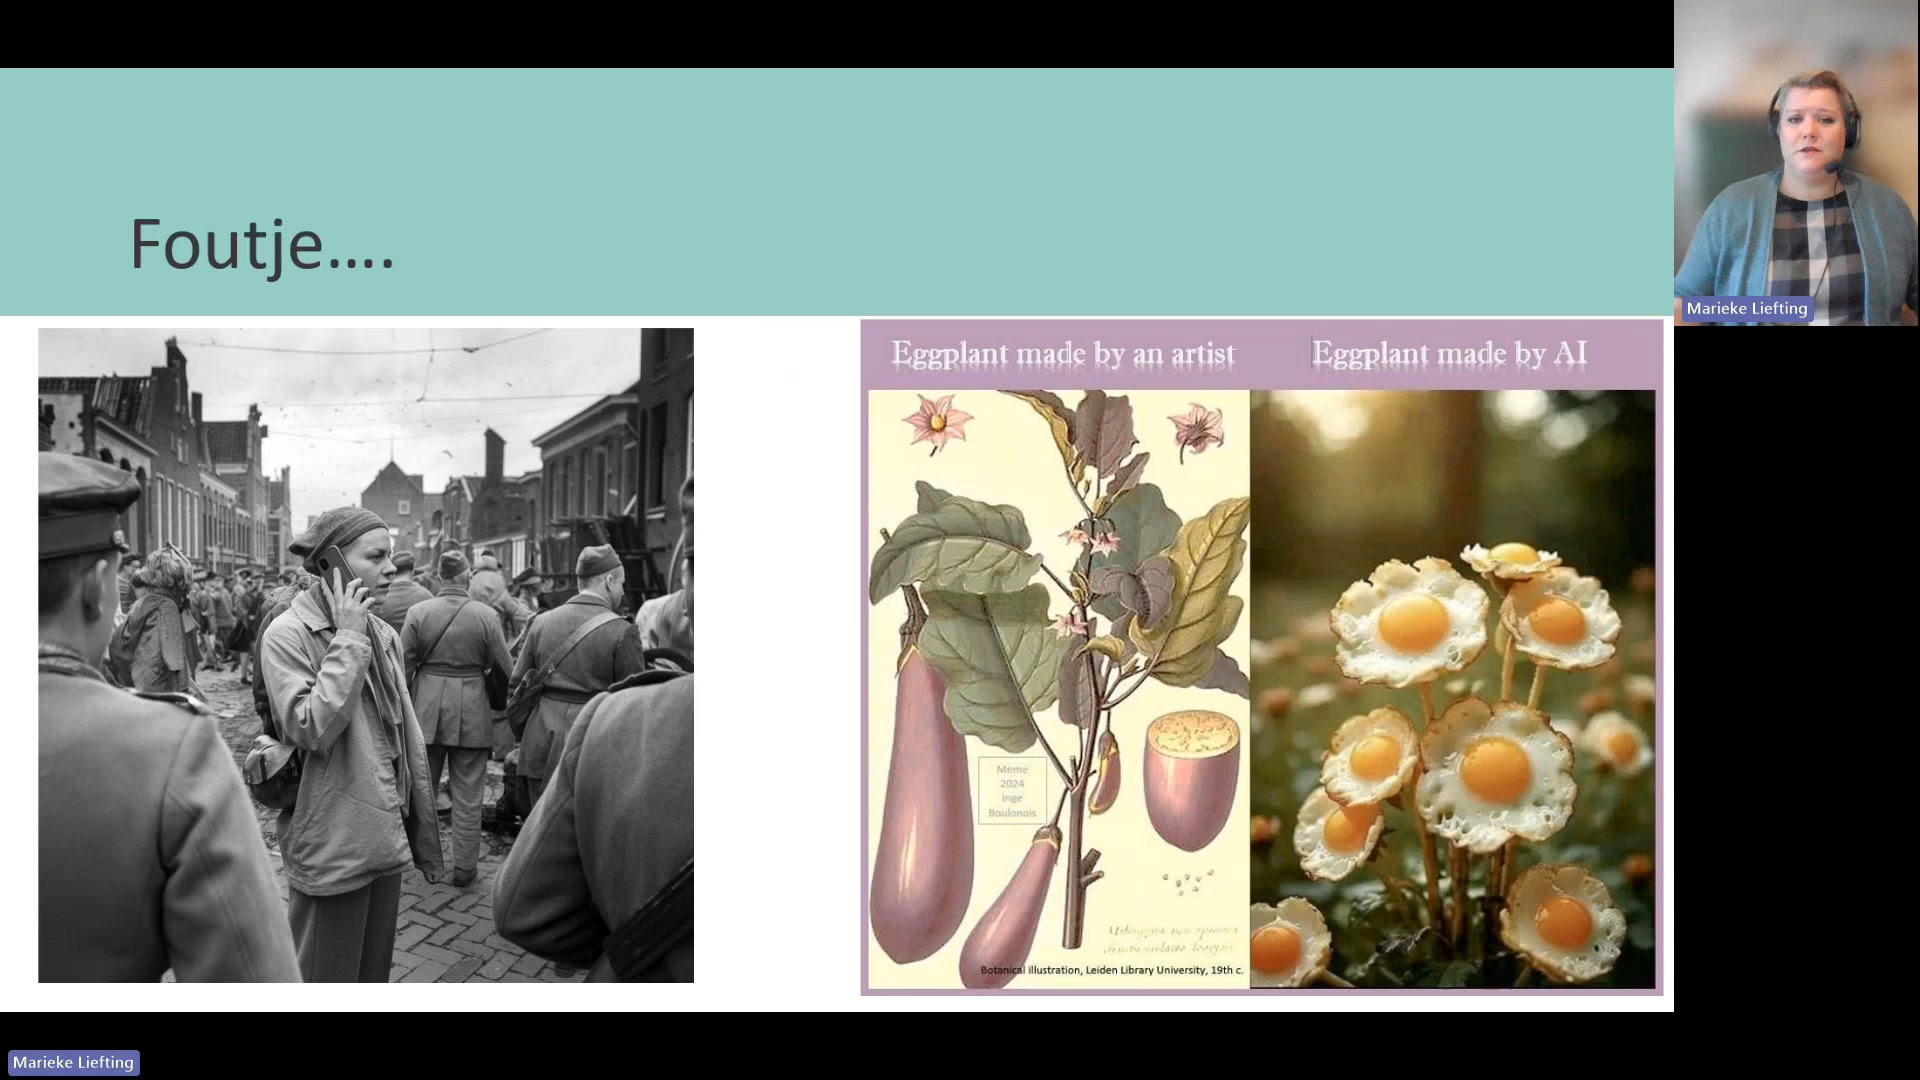 Foutje....
Marieke Liefting
Eggplant made by an artist
Eggplant made by AI
Meme
2024
Inge
Boulonois
Botanical illustration, Leiden Library University, 19th c.
Marieke Liefting